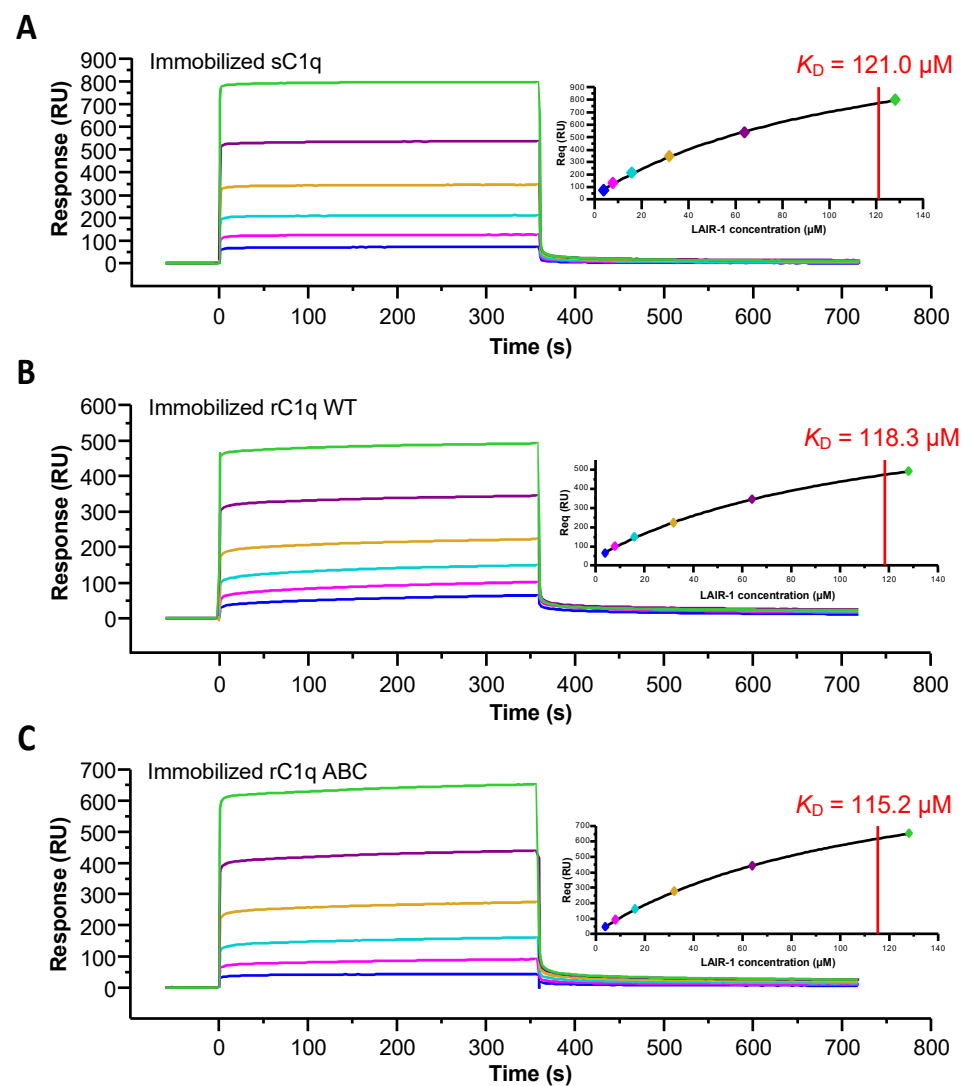 A
Immobilized sC1q
K_D = 121.0 µM
Response (RU)
900
800
700
600
500
400
300
200
100
0
Req (RU)
900
800
700
600
500
400
300
200
100
0
0 20 40 60 80 100 120 140
LAIR-1 concentration (µM)
0 100 200 300 400 500 600 700 800
Time (s)
B
Immobilized rC1q WT
K_D = 118.3 µM
Response (RU)
600
500
400
300
200
100
0
Req (RU)
500
400
300
200
100
0
0 20 40 60 80 100 120 140
LAIR-1 concentration (µM)
0 100 200 300 400 500 600 700 800
Time (s)
C
Immobilized rC1q ABC
K_D = 115.2 µM
Response (RU)
700
600
500
400
300
200
100
0
Req (RU)
700
600
500
400
300
200
100
0
0 20 40 60 80 100 120 140
LAIR-1 concentration (µM)
0 100 200 300 400 500 600 700 800
Time (s)